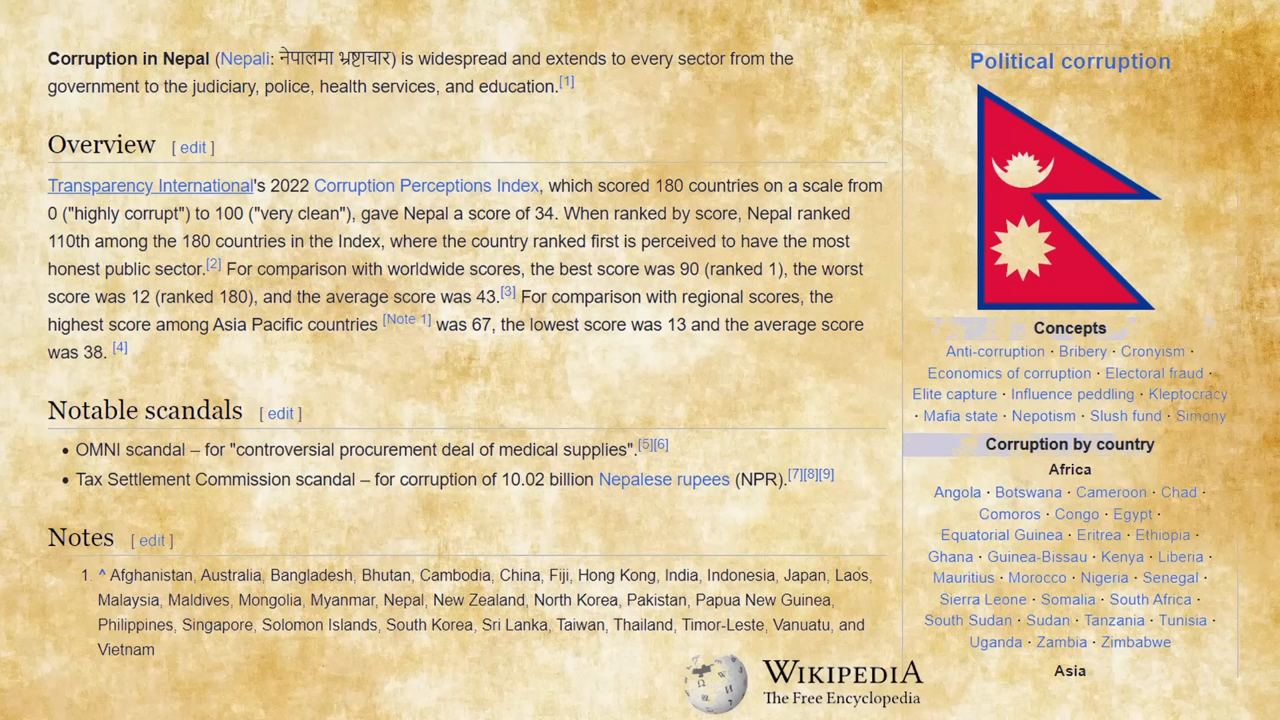 Corruption in Nepal (Nepali: नेपालमा भ्रष्टाचार) is widespread and extends to every sector from the
government to the judiciary, police, health services, and education.[1]
Overview [ edit ]
Transparency International's 2022 Corruption Perceptions Index, which scored 180 countries on a scale from
0 ("highly corrupt") to 100 ("very clean"), gave Nepal a score of 34. When ranked by score, Nepal ranked
110th among the 180 countries in the Index, where the country ranked first is perceived to have the most
honest public sector.[2] For comparison with worldwide scores, the best score was 90 (ranked 1), the worst
score was 12 (ranked 180), and the average score was 43.[3] For comparison with regional scores, the
highest score among Asia Pacific countries [Note 1] was 67, the lowest score was 13 and the average score
was 38. [4]
Notable scandals [ edit ]
• OMNI scandal – for "controversial procurement deal of medical supplies".[5][6]
• Tax Settlement Commission scandal – for corruption of 10.02 billion Nepalese rupees (NPR).[7][8][9]
Notes [ edit ]
1. ^ Afghanistan, Australia, Bangladesh, Bhutan, Cambodia, China, Fiji, Hong Kong, India, Indonesia, Japan, Laos,
Malaysia, Maldives, Mongolia, Myanmar, Nepal, New Zealand, North Korea, Pakistan, Papua New Guinea,
Philippines, Singapore, Solomon Islands, South Korea, Sri Lanka, Taiwan, Thailand, Timor-Leste, Vanuatu, and
Vietnam
Political corruption
Concepts
Anti-corruption · Bribery · Cronyism ·
Economics of corruption · Electoral fraud ·
Elite capture · Influence peddling · Kleptocracy
· Mafia state · Nepotism · Slush fund · Simony
Corruption by country
Africa
Angola · Botswana · Cameroon · Chad ·
Comoros · Congo · Egypt ·
Equatorial Guinea · Eritrea · Ethiopia ·
Ghana · Guinea-Bissau · Kenya · Liberia ·
Mauritius · Morocco · Nigeria · Senegal ·
Sierra Leone · Somalia · South Africa ·
South Sudan · Sudan · Tanzania · Tunisia ·
Uganda · Zambia · Zimbabwe
Asia
WIKIPEDIA
The Free Encyclopedia